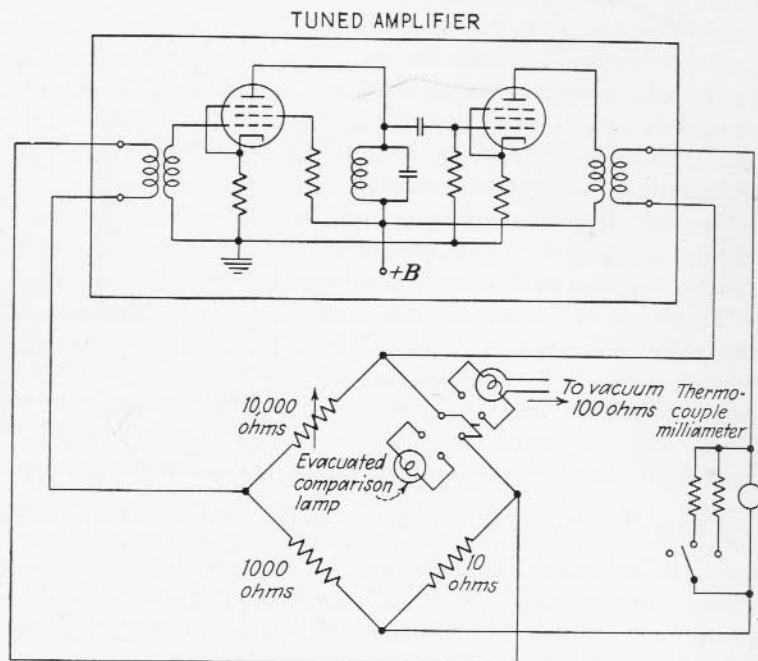 TUNED AMPLIFIER
+B
10,000
ohms
To vacuum
100 ohms
Thermo-
couple
milliameter
Evacuated
comparison
lamp
1000
ohms
10
ohms